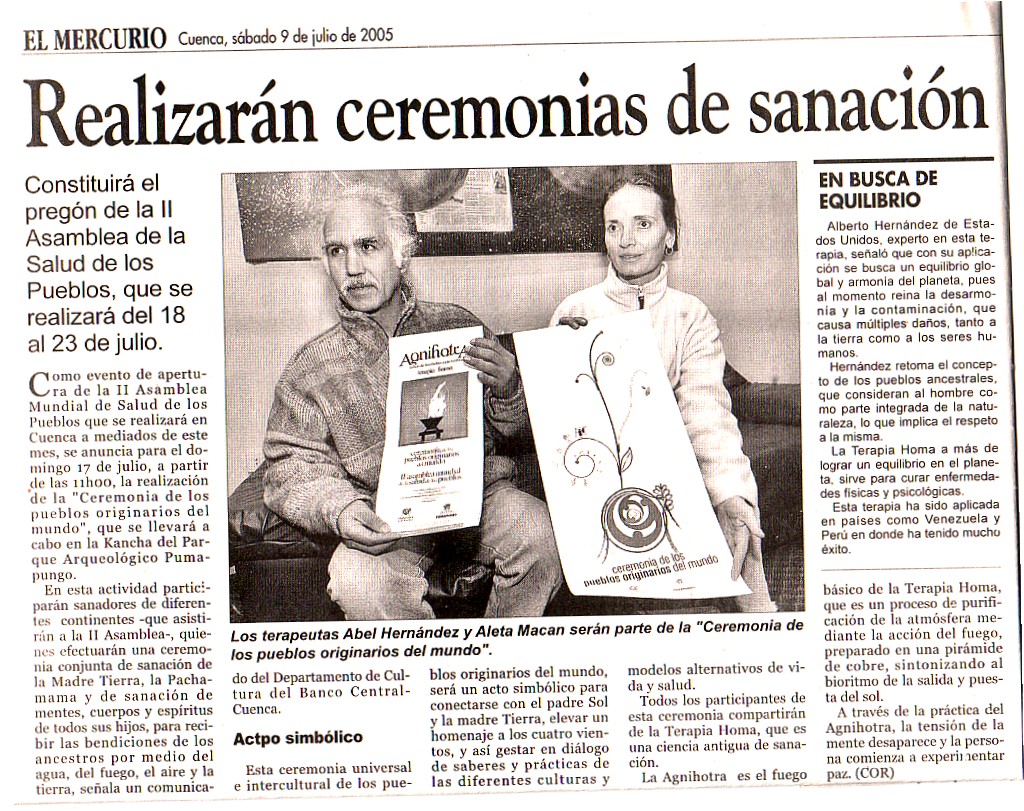 EL MERCURIO Cuenca, sábado 9 de julio de 2005
Realizarán ceremonias de sanación
Constituirá el
pregón de la II
Asamblea de la
Salud de los
Pueblos, que se
realizará del 18
al 23 de julio.
Como evento de apertu-
ra de la II Asamblea
Mundial de Salud de los
Pueblos que se realizará en
Cuenca a mediados de este
mes, se anuncia para el do-
mingo 17 de julio, a partir
de las 11h00, la realización
de la "Ceremonia de los
pueblos originarios del
mundo", que se llevará a
cabo en la Kancha del Par-
que Arqueológico Puma-
pungo.
En esta actividad partici-
parán sanadores de diferen-
tes continentes -que asisti-
rán a la II Asamblea-, quie-
nes efectuarán una ceremo-
nia conjunta de sanación de
la Madre Tierra, la Pacha-
mama y de sanación de
mentes, cuerpos y espíritus
de todos sus hijos, para reci-
bir las bendiciones de los
ancestros por medio del
agua, del fuego, el aire y la
tierra, señala un comunica-
Agnihotra
terapia homa
ceremonia de los
pueblos originarios
del mundo
II asamblea mundial
de la salud de los pueblos
ceremonia de los
pueblos originarios del mundo
Los terapeutas Abel Hernández y Aleta Macan serán parte de la "Ceremonia de
los pueblos originarios del mundo".
do del Departamento de Cul-
tura del Banco Central-
Cuenca.
Actpo simbólico
Esta ceremonia universal
e intercultural de los pue-
blos originarios del mundo,
será un acto simbólico para
conectarse con el padre Sol
y la madre Tierra, elevar un
homenaje a los cuatro vien-
tos, y así gestar en diálogo
de saberes y prácticas de
las diferentes culturas y
modelos alternativos de vi-
da y salud.
Todos los participantes de
esta ceremonia compartirán
de la Terapia Homa, que es
una ciencia antigua de sana-
ción.
La Agnihotra es el fuego
básico de la Terapia Homa,
que es un proceso de purifi-
cación de la atmósfera me-
diante la acción del fuego,
preparado en una pirámide
de cobre, sintonizando al
bioritmo de la salida y pues-
ta del sol.
A través de la práctica del
Agnihotra, la tensión de la
mente desaparece y la perso-
na comienza a experimentar
paz. (COR)
EN BUSCA DE
EQUILIBRIO
Alberto Hernández de Esta-
dos Unidos, experto en esta te-
rapia, señaló que con su aplica-
ción se busca un equilibrio glo-
bal y armonia del planeta, pues
al momento reina la desarmo-
nia y la contaminación, que
causa múltiples daños, tanto a
la tierra como a los seres hu-
manos.
Hernández retoma el concep-
to de los pueblos ancestrales,
que consideran al hombre co-
mo parte integrada de la natu-
raleza, lo que implica el respeto
a la misma.
La Terapia Homa a más de
lograr un equilibrio en el plane-
ta, sirve para curar enfermeda-
des físicas y psicológicas.
Esta terapia ha sido aplicada
en países como Venezuela y
Perú en donde ha tenido mucho
éxito.